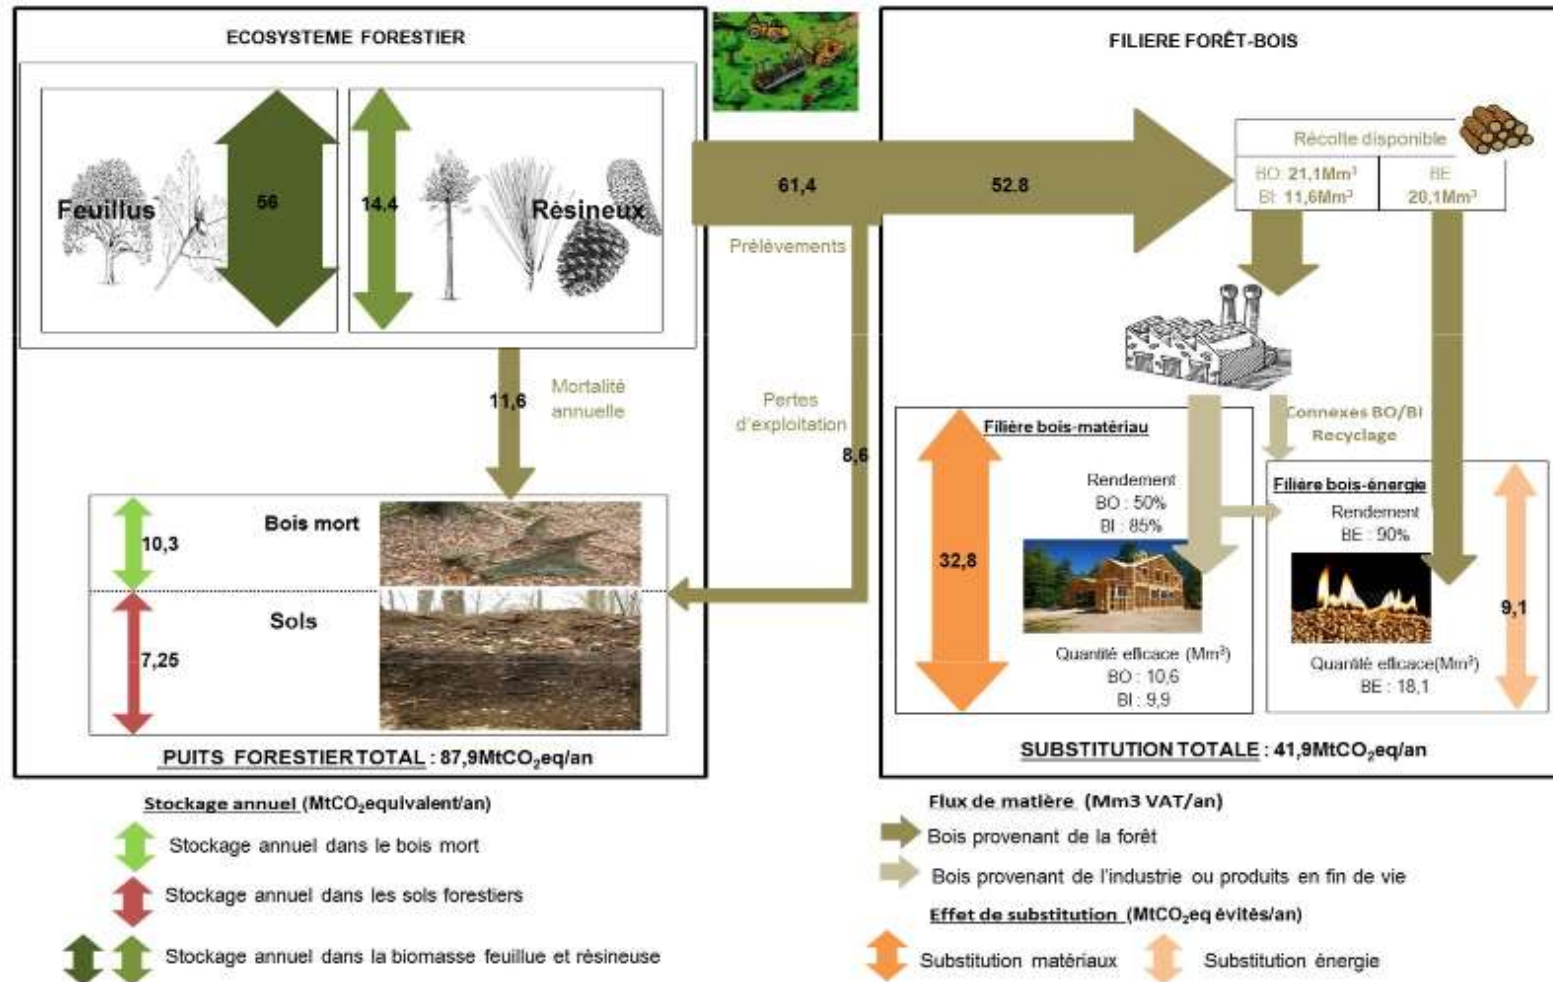 ECOSYSTEME FORESTIER
Feuillus
56
14.4
Résineux
61,4
52.8
Prélèvements
11,6
Mortalité
annuelle
Pertes
d'exploitation
8,6
10,3
Bois mort
7,25
Sols
PUITS FORESTIER TOTAL : 87,9MtCO₂eq/an
FILIERE FORÊT-BOIS
Récolte disponible
BO: 21,1Mm³
BI: 11,6Mm³
BE
20,1Mm³
Connexes BO/BI
Recyclage
Filière bois-matériau
32,8
Rendement
BO : 50%
BI : 85%
Quantité efficace (Mm³)
BO : 10,6
BI : 9,9
Filière bois-énergie
Rendement
BE : 90%
9,1
Quantité efficace(Mm³)
BE : 18,1
SUBSTITUTION TOTALE : 41,9MtCO₂eq/an
Stockage annuel (MtCO₂equivalent/an)
Stockage annuel dans le bois mort
Stockage annuel dans les sols forestiers
Stockage annuel dans la biomasse feuillue et résineuse
Flux de matière (Mm3 VAT/an)
Bois provenant de la forêt
Bois provenant de l'industrie ou produits en fin de vie
Effet de substitution (MtCO₂eq évités/an)
Substitution matériaux
Substitution énergie